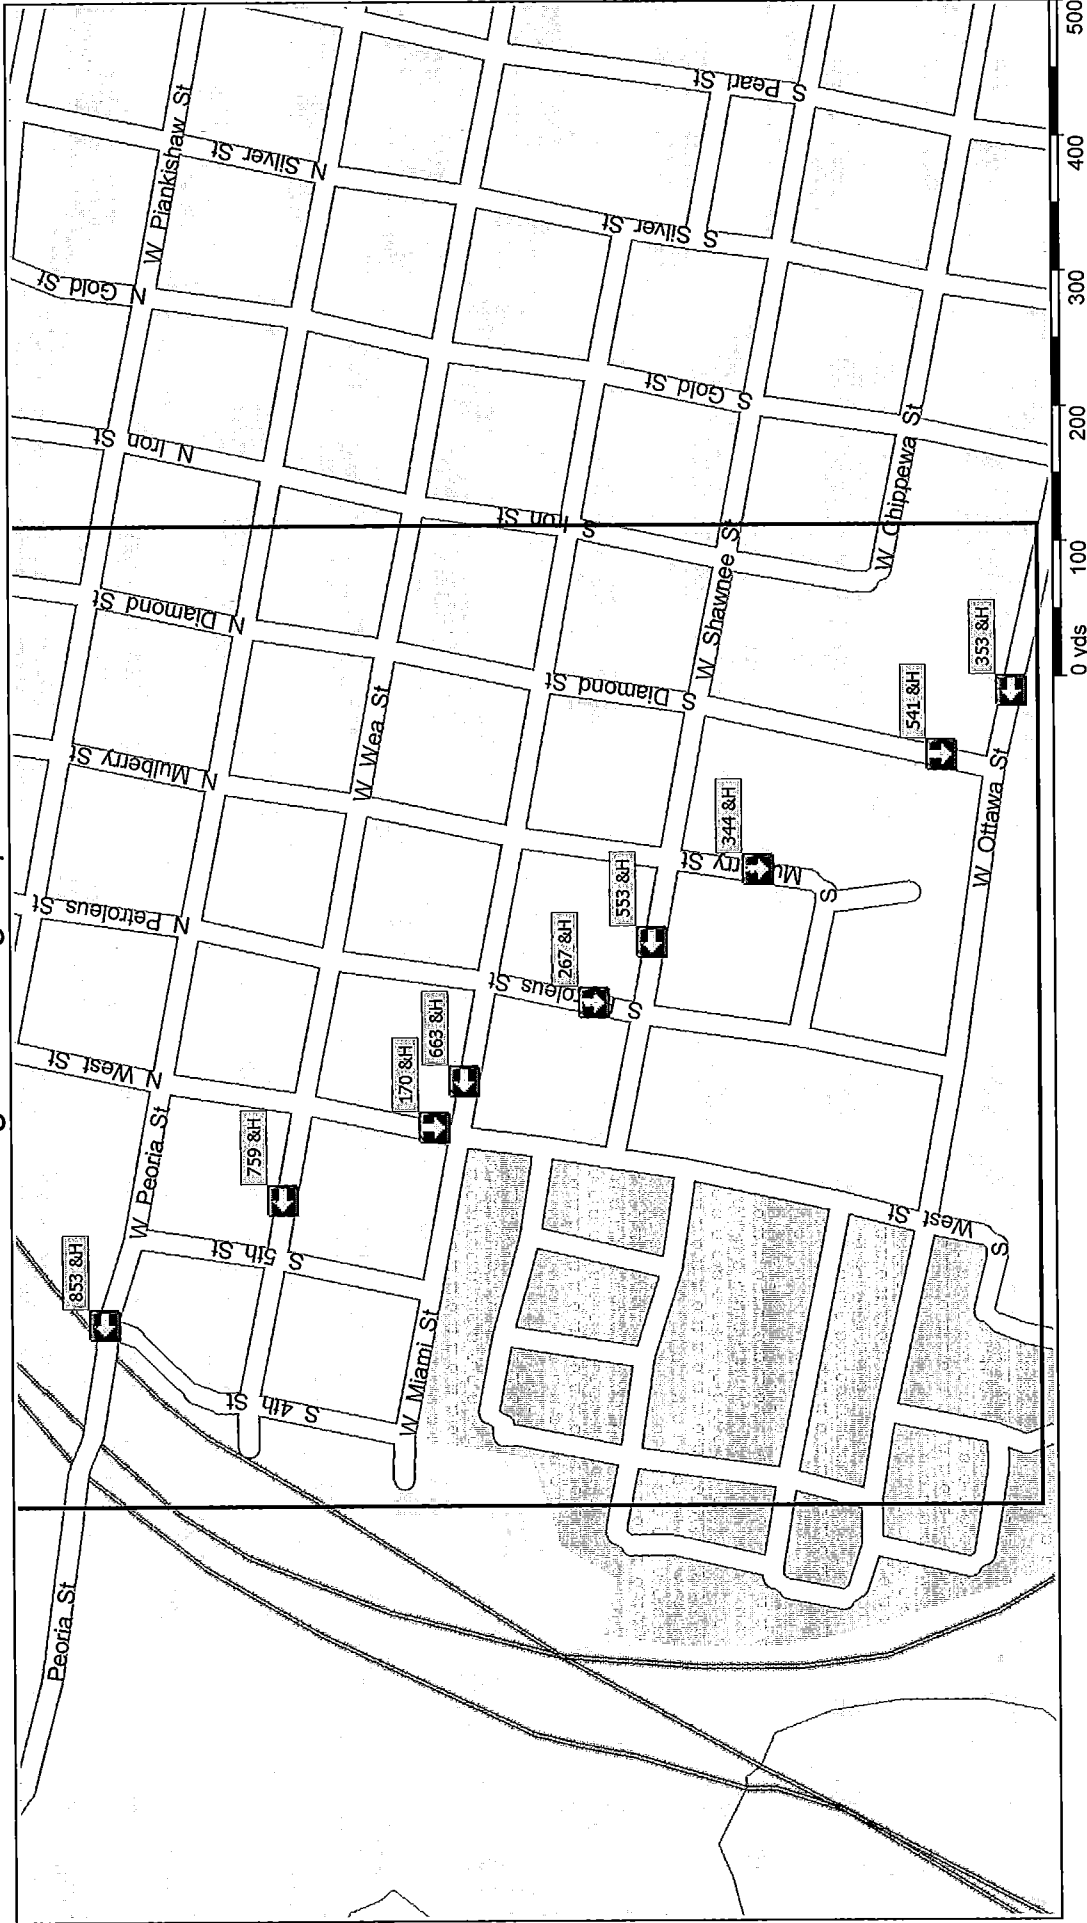 S Pearl St
W Piankishaw St
N Silver St
S Silver St
N Gold St
S Gold St
W Chippewa St
N Iron St
S Iron St
W Shawnee St
N Diamond St
S Diamond St
353 &H
541 &H
W Wea St
N Mulberry St
344 &H
W Ottawa St
553 &H
267 &H
N Petroleus St
663 &H
170 &H
N West St
W Peoria St
759 &H
S 5th St
S West St
853 &H
W Miami St
S 4th St
Peoria St
0 yds
100
200
300
400
500